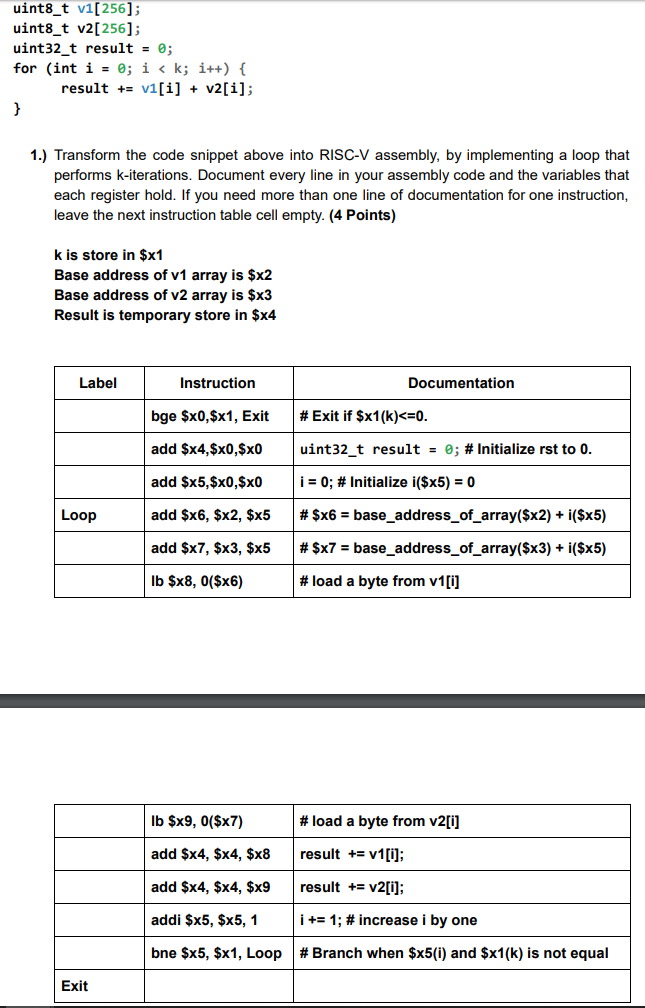 uint8_t v1[256];
uint8_t v2[256];
uint32_t result = 0;
for (int i = 0; i < k; i++) {
result += v1[i] + v2[i];
}
1.) Transform the code snippet above into RISC-V assembly, by implementing a loop that
performs k-iterations. Document every line in your assembly code and the variables that
each register hold. If you need more than one line of documentation for one instruction,
leave the next instruction table cell empty. (4 Points)
k is store in $x1
Base address of v1 array is $x2
Base address of v2 array is $x3
Result is temporary store in $x4
Label Instruction Documentation
bge $x0,$x1, Exit # Exit if $x1(k)<=0.
add $x4,$x0,$x0 uint32_t result = 0; # Initialize rst to 0.
add $x5,$x0,$x0 i = 0; # Initialize i($x5) = 0
Loop add $x6, $x2, $x5 # $x6 = base_address_of_array($x2) + i($x5)
add $x7, $x3, $x5 # $x7 = base_address_of_array($x3) + i($x5)
lb $x8, 0($x6) # load a byte from v1[i]
lb $x9, 0($x7) # load a byte from v2[i]
add $x4, $x4, $x8 result += v1[i];
add $x4, $x4, $x9 result += v2[i];
addi $x5, $x5, 1 i += 1; # increase i by one
bne $x5, $x1, Loop # Branch when $x5(i) and $x1(k) is not equal
Exit